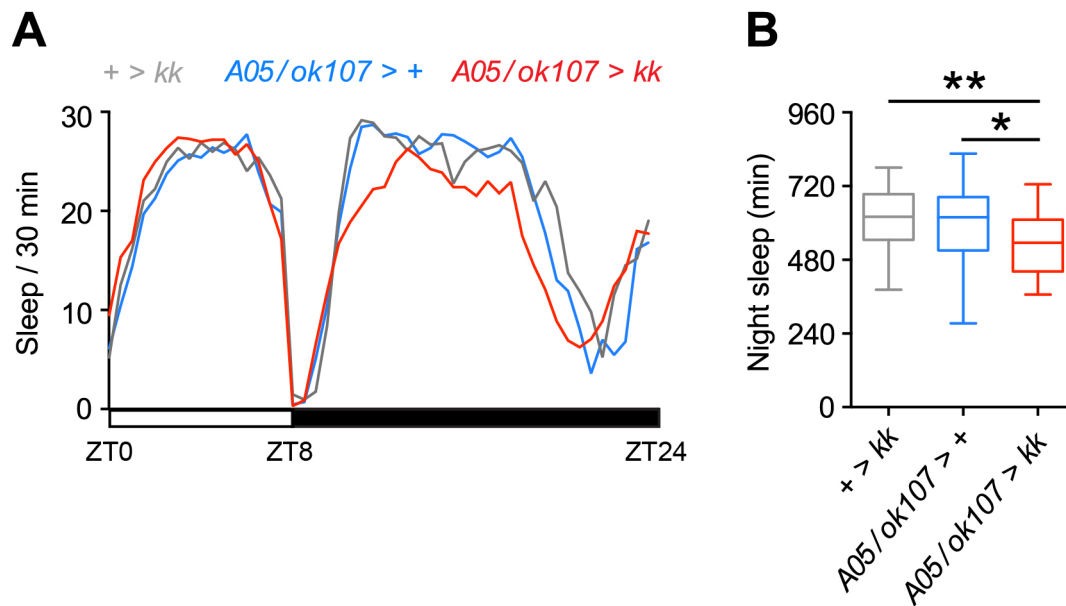 A
+ > kk A05/ok107 > + A05/ok107 > kk
30
20
10
0
Sleep / 30 min
ZT0 ZT8 ZT24
B
** 
*
960
720
480
240
0
Night sleep (min)
+ > kk
A05/ok107 > +
A05/ok107 > kk